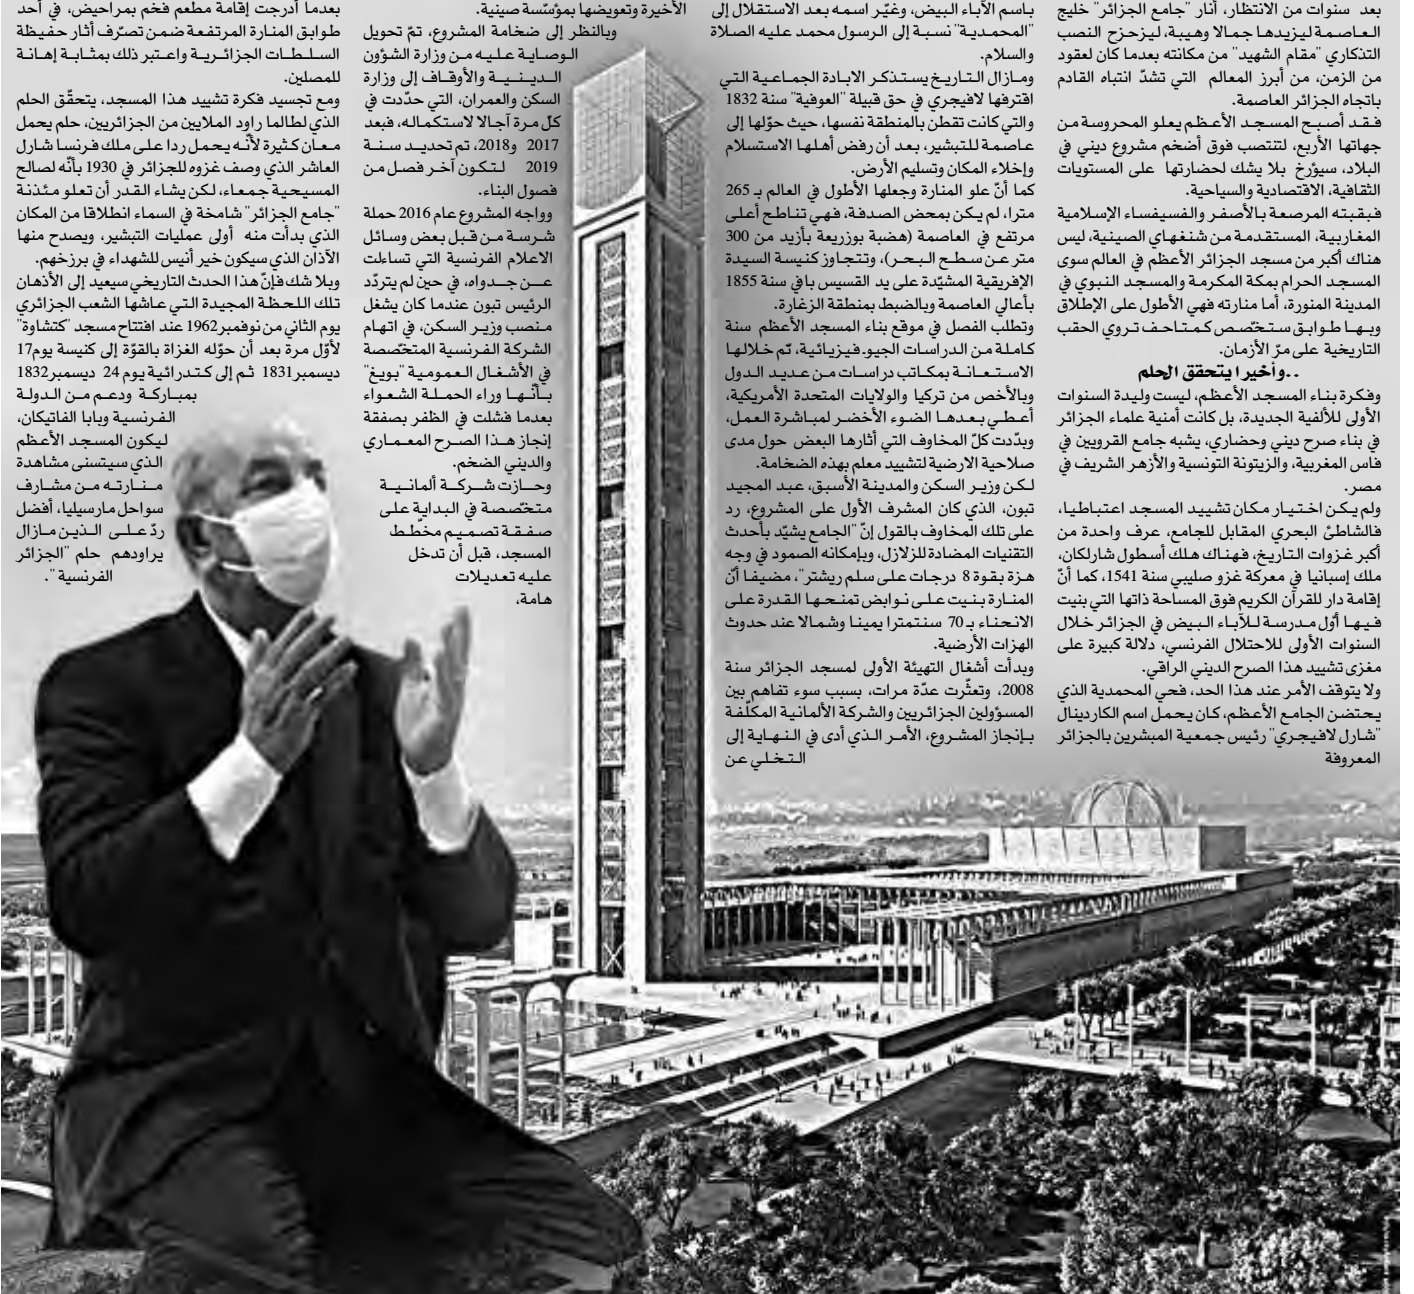 بعد سنوات من الانتظار، أنار "جامع الجزائر" خليج
العاصمة ليزيدها جمالا وهيبة، ليزحزح النصب
التذكاري "مقام الشهيد" من مكانته بعدما كان لعقود
من الزمن، من أبرز المعالم التي تشدّ انتباه القادم
باتجاه الجزائر العاصمة.
فقد أصبح المسجد الأعظم يعلو المحروسة من
جهاتها الأربع، لتنتصب فوق أضخم مشروع ديني في
البلاد، سيؤرخ بلا شك لحضارتها على المستويات
الثقافية، الاقتصادية والسياحية.
فبقبته المرصعة بالأصفر والفسيفساء الإسلامية
المغاربية، المستقدمة من شنغهاي الصينية، ليس
هناك أكبر من مسجد الجزائر الأعظم في العالم سوى
المسجد الحرام بمكة المكرمة والمسجد النبوي في
المدينة المنورة، أما منارته فهي الأطول على الإطلاق
وبها طوابق ستخصّص كمتاحف تروي الحقب
التاريخية على مرّ الأزمان.
..وأخيرا يتحقق الحلم
وفكرة بناء المسجد الأعظم، ليست وليدة السنوات
الأولى للألفية الجديدة، بل كانت أمنية علماء الجزائر
في بناء صرح ديني وحضاري، يشبه جامع القرويين في
فاس المغربية، والزيتونة التونسية والأزهر الشريف في
مصر.
ولم يكن اختيار مكان تشييد المسجد اعتباطيا،
فالشاطئ البحري المقابل للجامع، عرف واحدة من
أكبر غزوات التاريخ، فهناك هلك أسطول شارلكان،
ملك إسبانيا في معركة غزو صليبي سنة 1541، كما أنّ
إقامة دار للقرآن الكريم فوق المساحة ذاتها التي بنيت
فيها أوّل مدرسة للآباء البيض في الجزائر خلال
السنوات الأولى للاحتلال الفرنسي، دلالة كبيرة على
مغزى تشييد هذا الصرح الديني الراقي.
ولا يتوقف الأمر عند هذا الحد، فحي المحمدية الذي
يحتضن الجامع الأعظم، كان يحمل اسم الكاردينال
"شارل لافيجري" رئيس جمعية المبشرين بالجزائر
المعروفة
باسم الأباء البيض، وغيّر اسمه بعد الاستقلال إلى
"المحمدية" نسبة إلى الرسول محمد عليه الصلاة
والسلام.
ومازال التاريخ يستذكر الابادة الجماعية التي
اقترفها لافيجري في حق قبيلة "العوفية" سنة 1832
والتي كانت تقطن بالمنطقة نفسها، حيث حوّلها إلى
عاصمة للتبشير، بعد أن رفض أهلها الاستسلام
وإخلاء المكان وتسليم الأرض.
كما أنّ علو المنارة وجعلها الأطول في العالم بـ 265
مترا، لم يكن بمحض الصدفة، فهي تناطح أعلى
مرتفع في العاصمة (هضبة بوزريعة بأزيد من 300
متر عن سطح البحر)، وتتجاوز كنيسة السيدة
الإفريقية المشيّدة على يد القسيس بافي سنة 1855
بأعالي العاصمة وبالضبط بمنطقة الزغارة.
وتطلب الفصل في موقع بناء المسجد الأعظم سنة
كاملة من الدراسات الجيو-فيزيائية، تمّ خلالها
الاستعانة بمكاتب دراسات من عديد الدول
وبالأخص من تركيا والولايات المتحدة الأمريكية،
أعطي بعدها الضوء الأخضر لمباشرة العمل،
وبدّدت كلّ المخاوف التي أثارها البعض حول مدى
صلاحية الارضية لتشييد معلم بهذه الضخامة.
لكن وزير السكن والمدينة الأسبق، عبد المجيد
تبون، الذي كان المشرف الأول على المشروع، رد
على تلك المخاوف بالقول إنّ "الجامع يشيّد بأحدث
التقنيات المضادة للزلازل، وبإمكانه الصمود في وجه
هزة بقوة 8 درجات على سلم ريشتر"، مضيفا أنّ
المنارة بنيت على نوابض تمنحها القدرة على
الانحناء بـ 70 سنتمترا يمينا وشمالا عند حدوث
الهزات الأرضية.
وبدأت أشغال التهيئة الأولى لمسجد الجزائر سنة
2008، وتعثّرت عدّة مرات، بسبب سوء تفاهم بين
المسؤولين الجزائريين والشركة الألمانية المكلّفة
بإنجاز المشروع، الأمر الذي أدى في النهاية إلى
التخلي عن
الأخيرة وتعويضها بمؤسّسة صينية.
وبالنظر إلى ضخامة المشروع، تمّ تحويل
الوصاية عليه من وزارة الشؤون
الدينية والأوقاف إلى وزارة
السكن والعمران، التي حدّدت في
كلّ مرة آجالا لاستكماله، فبعد
2017 و2018، تم تحديد سنة
2019 لتكون آخر فصل من
فصول البناء.
وواجه المشروع عام 2016 حملة
شرسة من قبل بعض وسائل
الاعلام الفرنسية التي تساءلت
عن جدواه، في حين لم يتردّد
الرئيس تبون عندما كان يشغل
منصب وزير السكن، في اتهام
الشركة الفرنسية المتخصّصة
في الأشغال العمومية "بويغ"
بأنّها وراء الحملة الشعواء
بعدما فشلت في الظفر بصفقة
إنجاز هذا الصرح المعماري
والديني الضخم.
وحازت شركة ألمانية
متخصّصة في البداية على
صفقة تصميم مخطّط
المسجد، قبل أن تدخل
عليه تعديلات
هامة،
بعدما أدرجت إقامة مطعم فخم بمراحيض، في أحد
طوابق المنارة المرتفعة ضمن تصرّف أثار حفيظة
السلطات الجزائرية واعتبر ذلك بمثابة إهانة
للمصلين.
ومع تجسيد فكرة تشييد هذا المسجد، يتحقّق الحلم
الذي لطالما راود الملايين من الجزائريين، حلم يحمل
معان كثيرة لأنّه يحمل ردا على ملك فرنسا شارل
العاشر الذي وصف غزوه للجزائر في 1930 بأنّه لصالح
المسيحية جمعاء، لكن يشاء القدر أن تعلو مئذنة
"جامع الجزائر" شامخة في السماء انطلاقا من المكان
الذي بدأت منه أولى عمليات التبشير، ويصدح منها
الآذان الذي سيكون خير أنيس للشهداء في برزخهم.
وبلا شك فإنّ هذا الحدث التاريخي سيعيد إلى الأذهان
تلك اللحظة المجيدة التي عاشها الشعب الجزائري
يوم الثاني من نوفمبر1962 عند افتتاح مسجد "كتشاوة"
لأوّل مرة بعد أن حوّله الغزاة بالقوّة إلى كنيسة يوم17
ديسمبر1831 ثم إلى كتدرائية يوم 24 ديسمبر1832
بمباركة ودعم من الدولة
الفرنسية وبابا الفاتيكان،
ليكون المسجد الأعظم
الذي سيتسنى مشاهدة
منارته من مشارف
سواحل مارسيليا، أفضل
ردّ على الذين مازال
يراودهم حلم "الجزائر
الفرنسية".